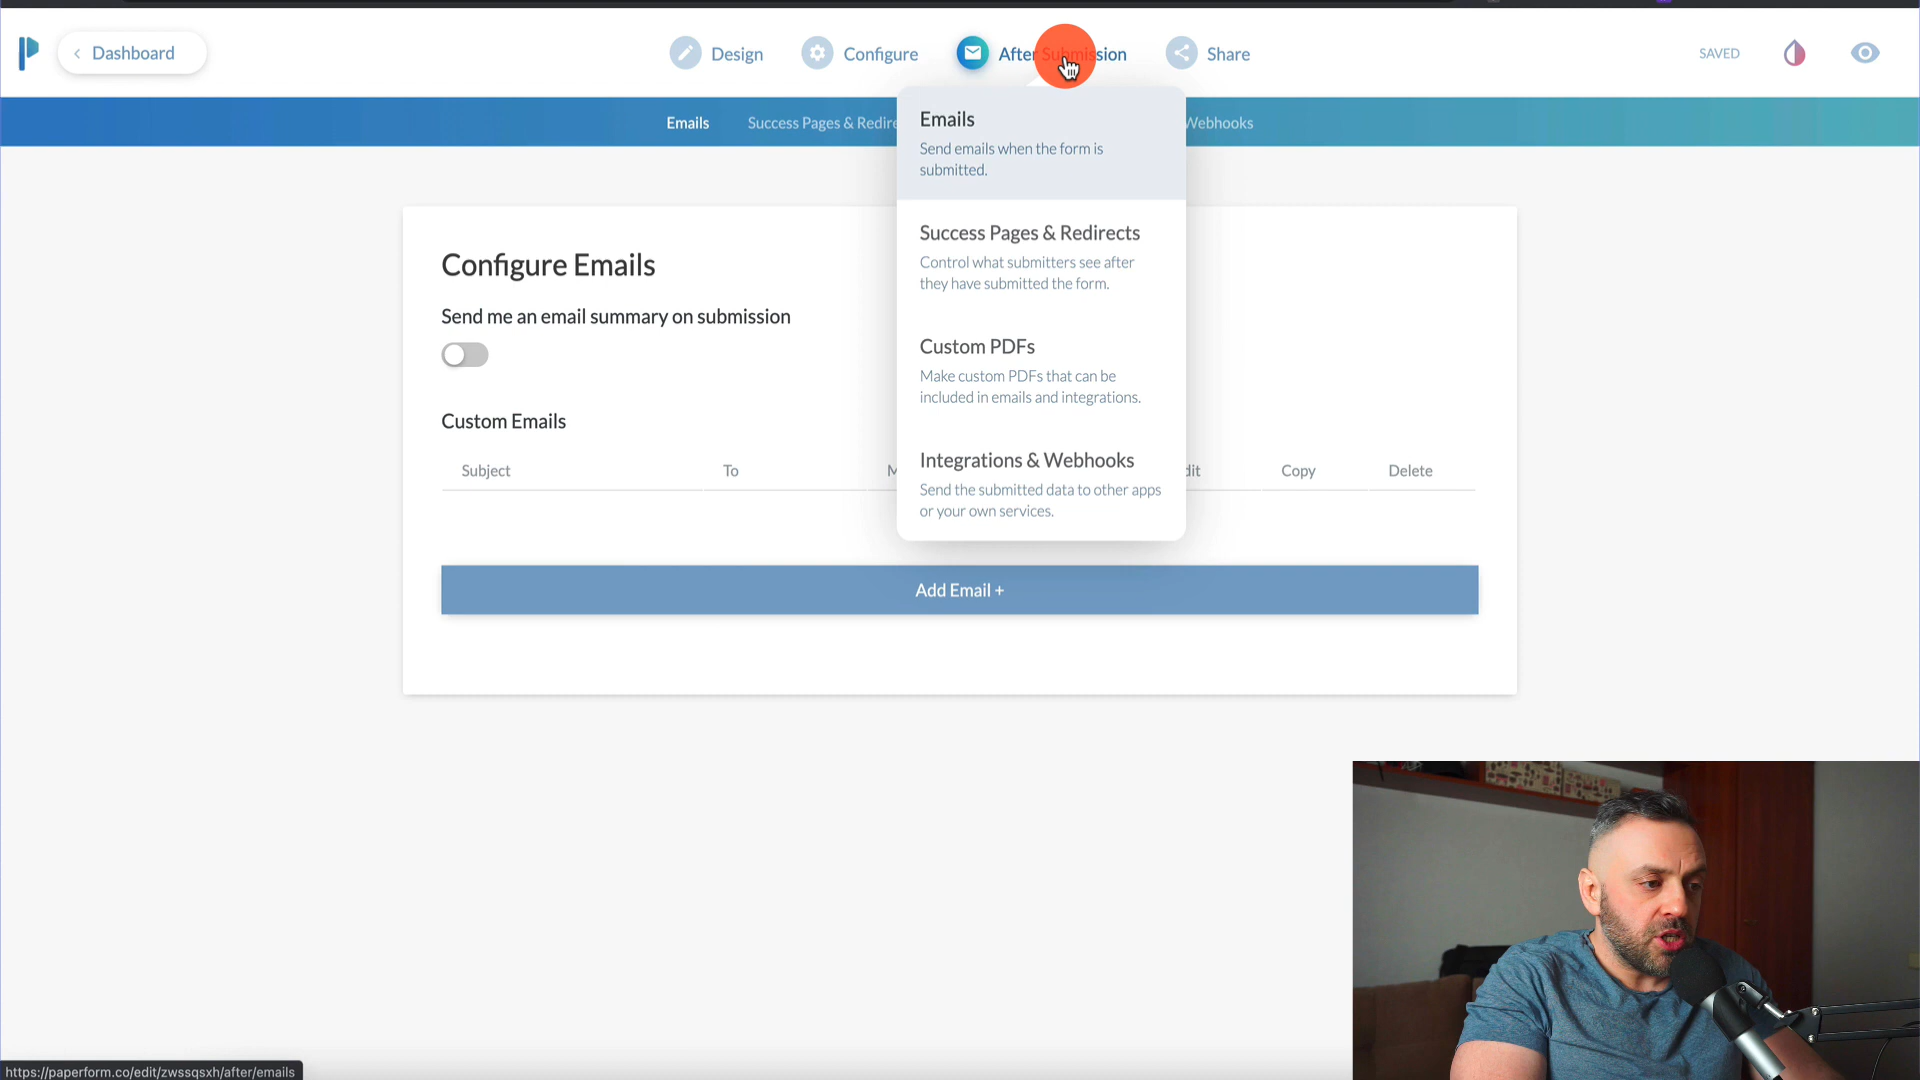 Dashboard
Design
Configure
After Submission
Share
SAVED
Emails
Success Pages & Redire
Webhooks
Emails
Send emails when the form is
submitted.
Success Pages & Redirects
Control what submitters see after
they have submitted the form.
Custom PDFs
Make custom PDFs that can be
included in emails and integrations.
Integrations & Webhooks
Send the submitted data to other apps
or your own services.
Configure Emails
Send me an email summary on submission
Custom Emails
Subject
To
M
dit
Copy
Delete
Add Email +
https://paperform.co/edit/zwssqsxh/after/emails